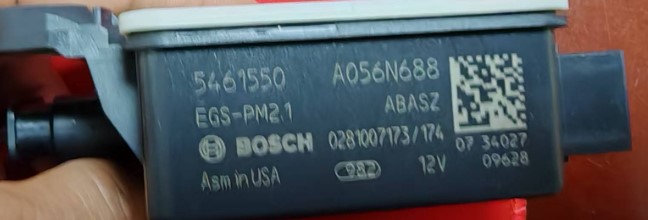 5461550 A056N688
EGS-PM2.1 ABASZ
BOSCH 0281007173/174 07 34027
Asm in USA 982 12V 09628